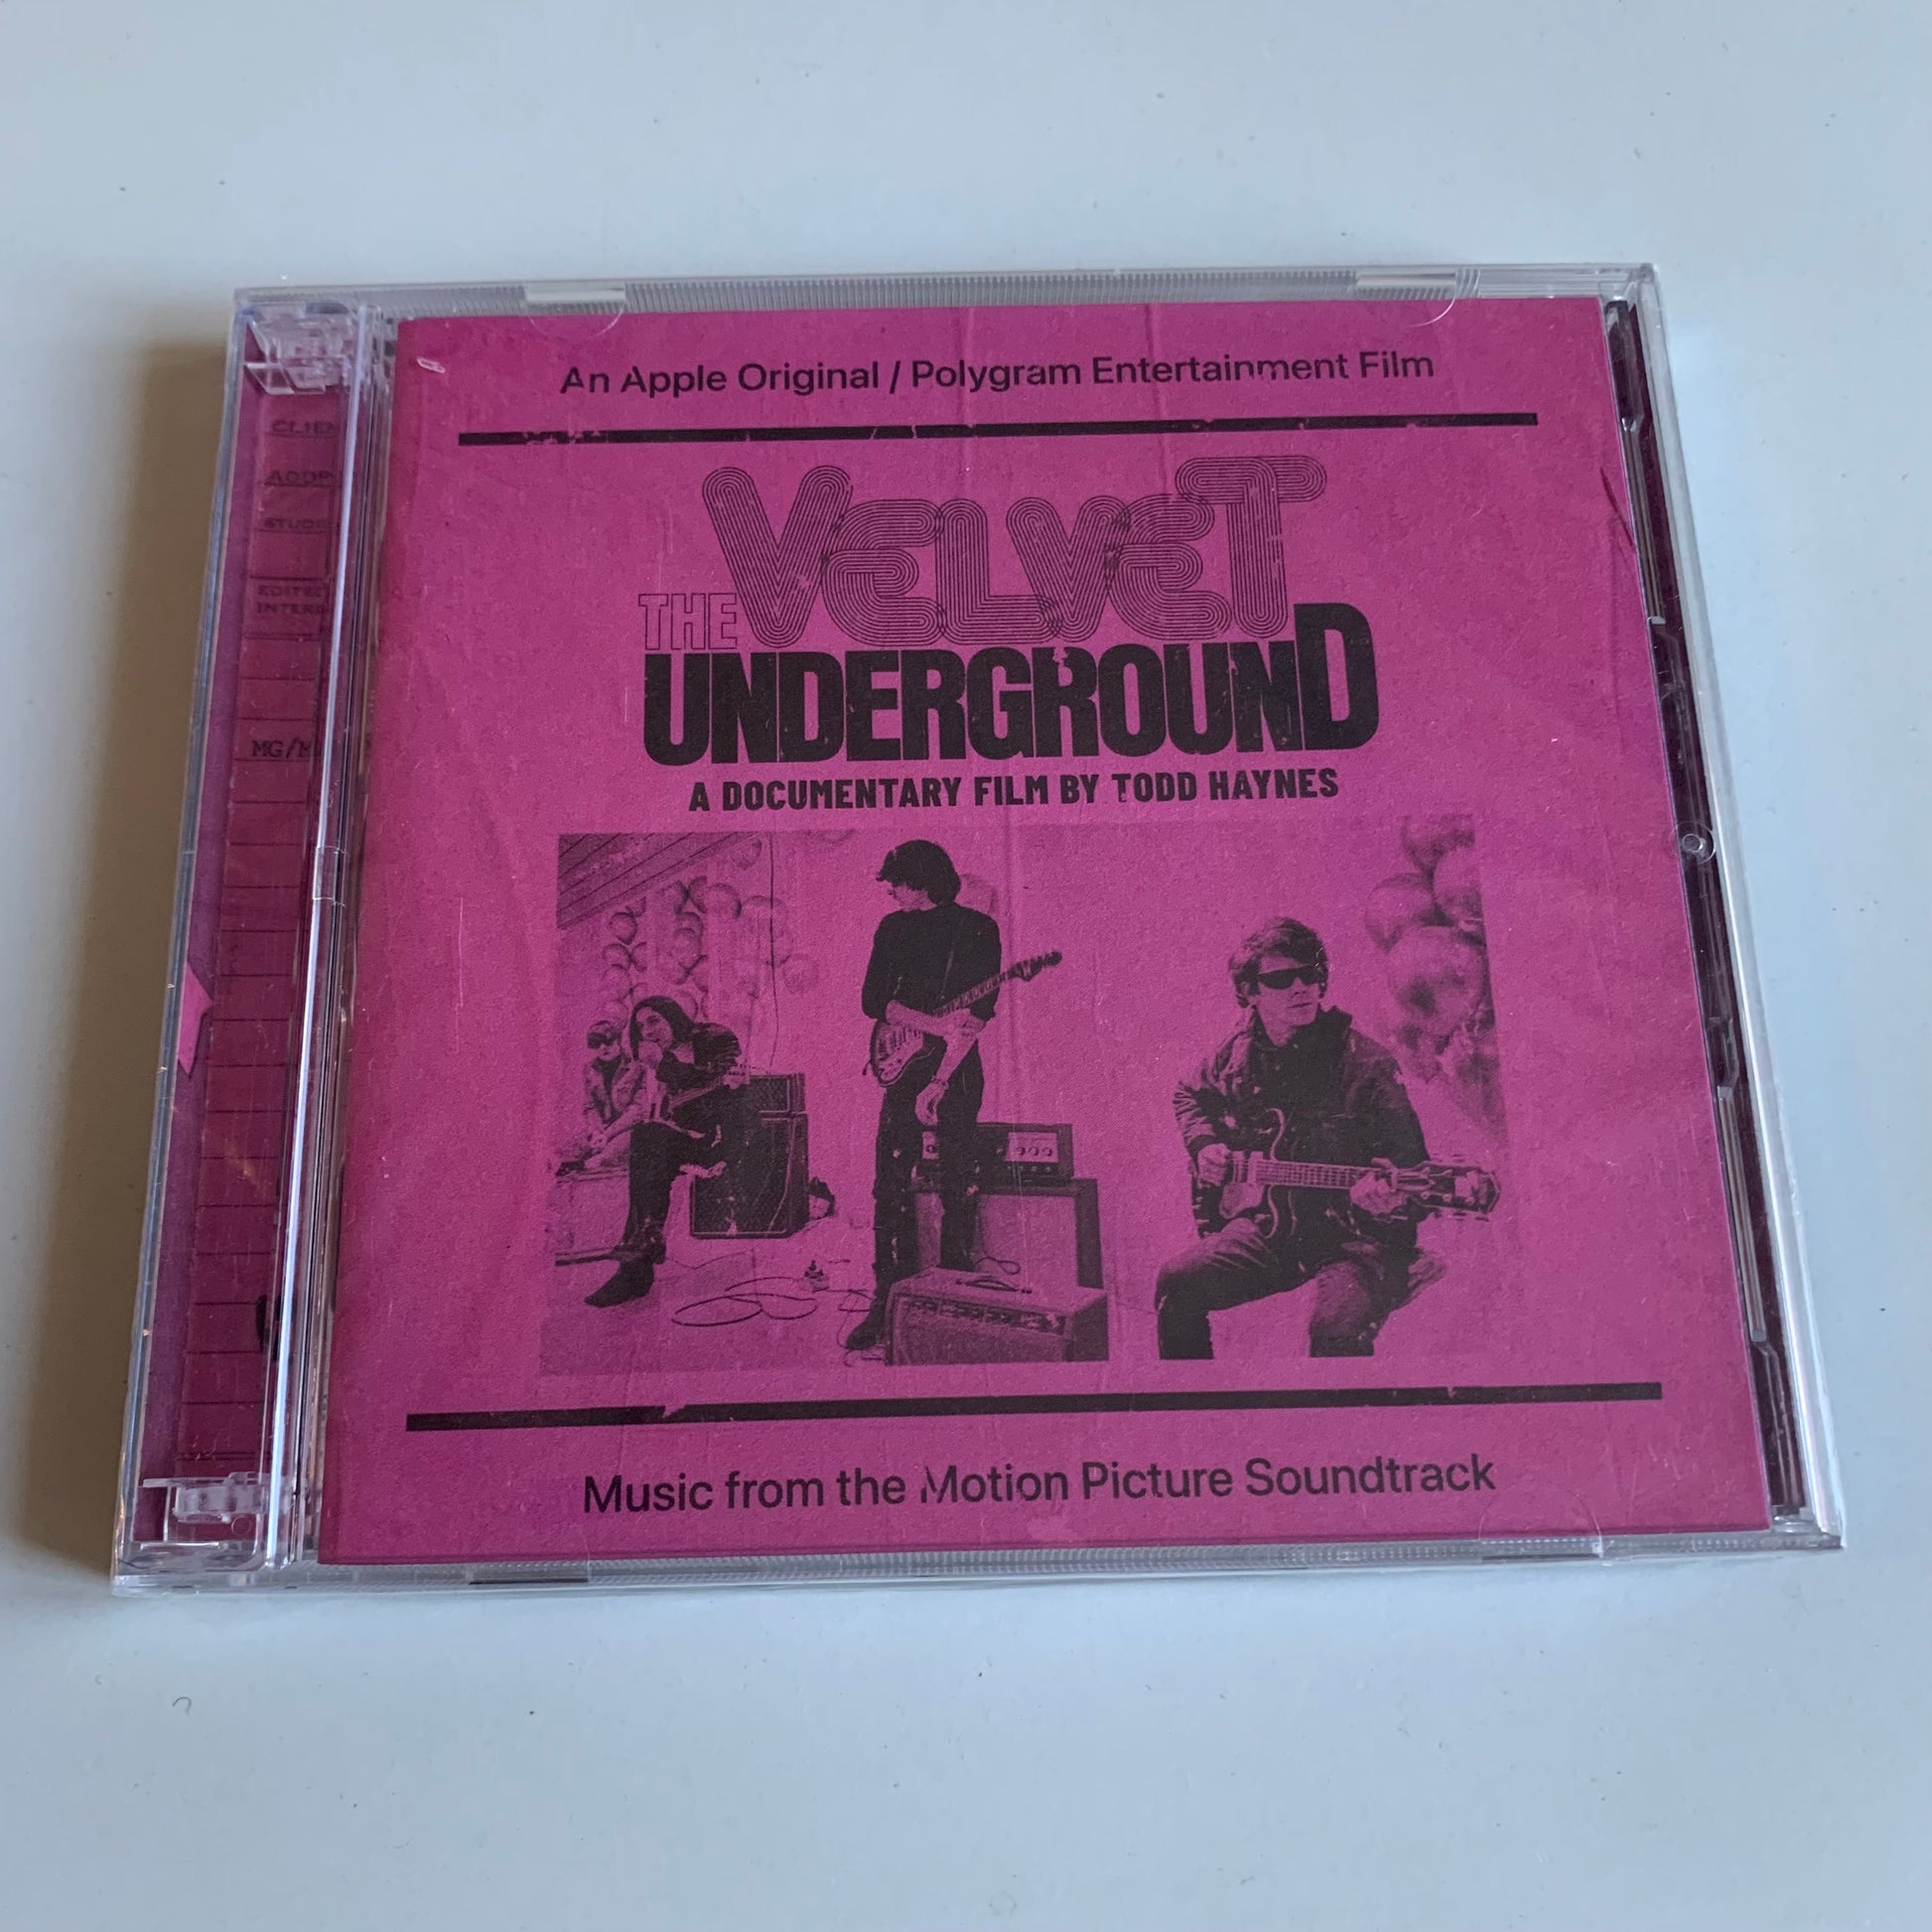 An Apple Original / Polygram Entertainment Film
VELVET
THE
UNDERGROUND
A DOCUMENTARY FILM BY TODD HAYNES
Music from the Motion Picture Soundtrack